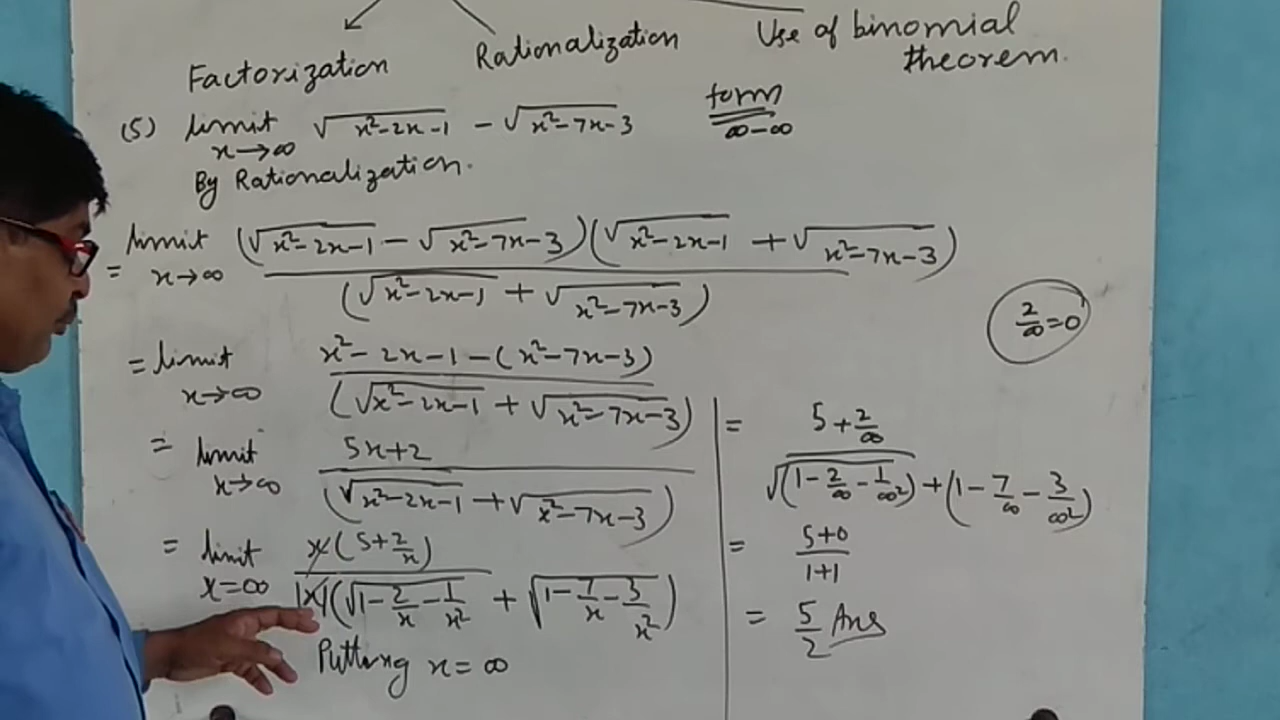 Factorization
Rationalization
Use of binomial
theorem.
(5) limit x→∞ √x²-2x-1 - √x²-7x-3
form
∞-∞
By Rationalization.
= limit x→∞ (√x²-2x-1 - √x²-7x-3)(√x²-2x-1 + √x²-7x-3) / (√x²-2x-1 + √x²-7x-3)
= limit x→∞ x²-2x-1-(x²-7x-3) / (√x²-2x-1 + √x²-7x-3)
= limit x→∞ 5x+2 / (√x²-2x-1 + √x²-7x-3)
= limit x=∞ x(5+2/x) / |x|(√1-2/x-1/x² + √1-7/x-3/x²)
Putting x=∞
2/∞=0
= 5+2/∞ / √(1-2/∞-1/∞²) + (1-7/∞-3/∞²)
= 5+0 / 1+1
= 5/2 Ans